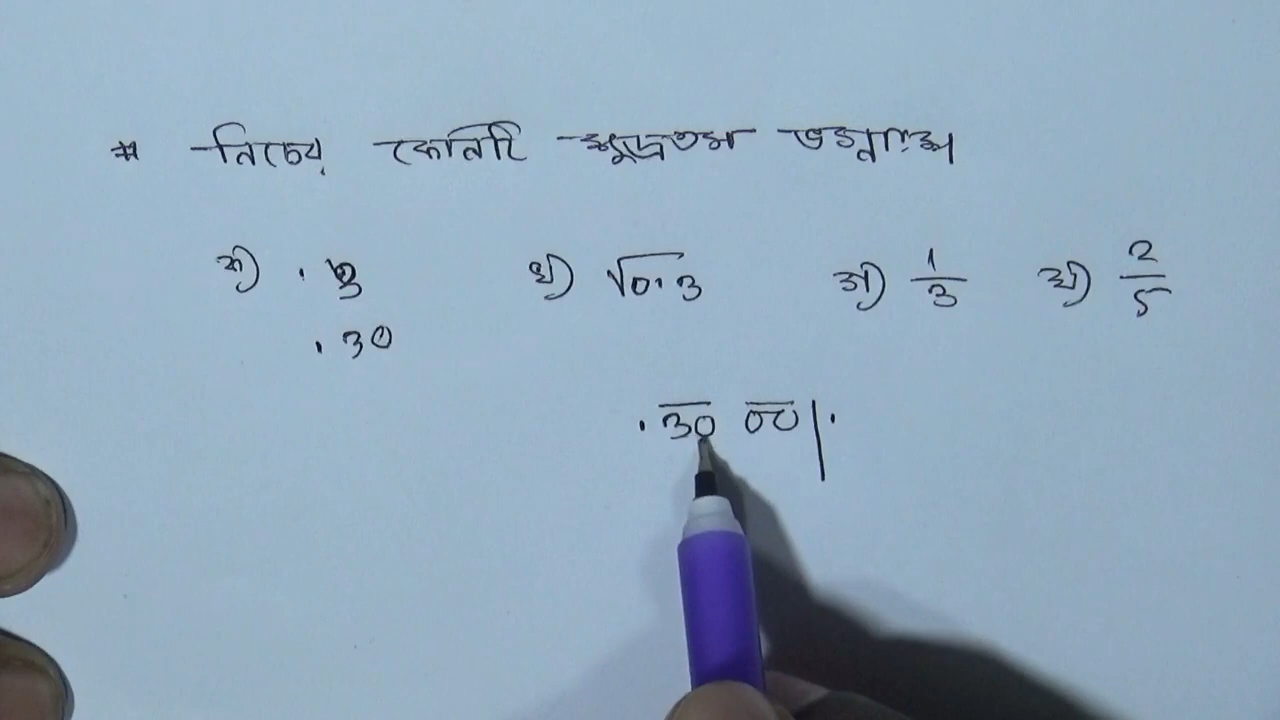 * নিচের কোনটি ক্ষুদ্রতম ভগ্নাংশ
ক) .3 খ) √0.3 গ) 1/3 ঘ) 2/5
.30
.30 00|.